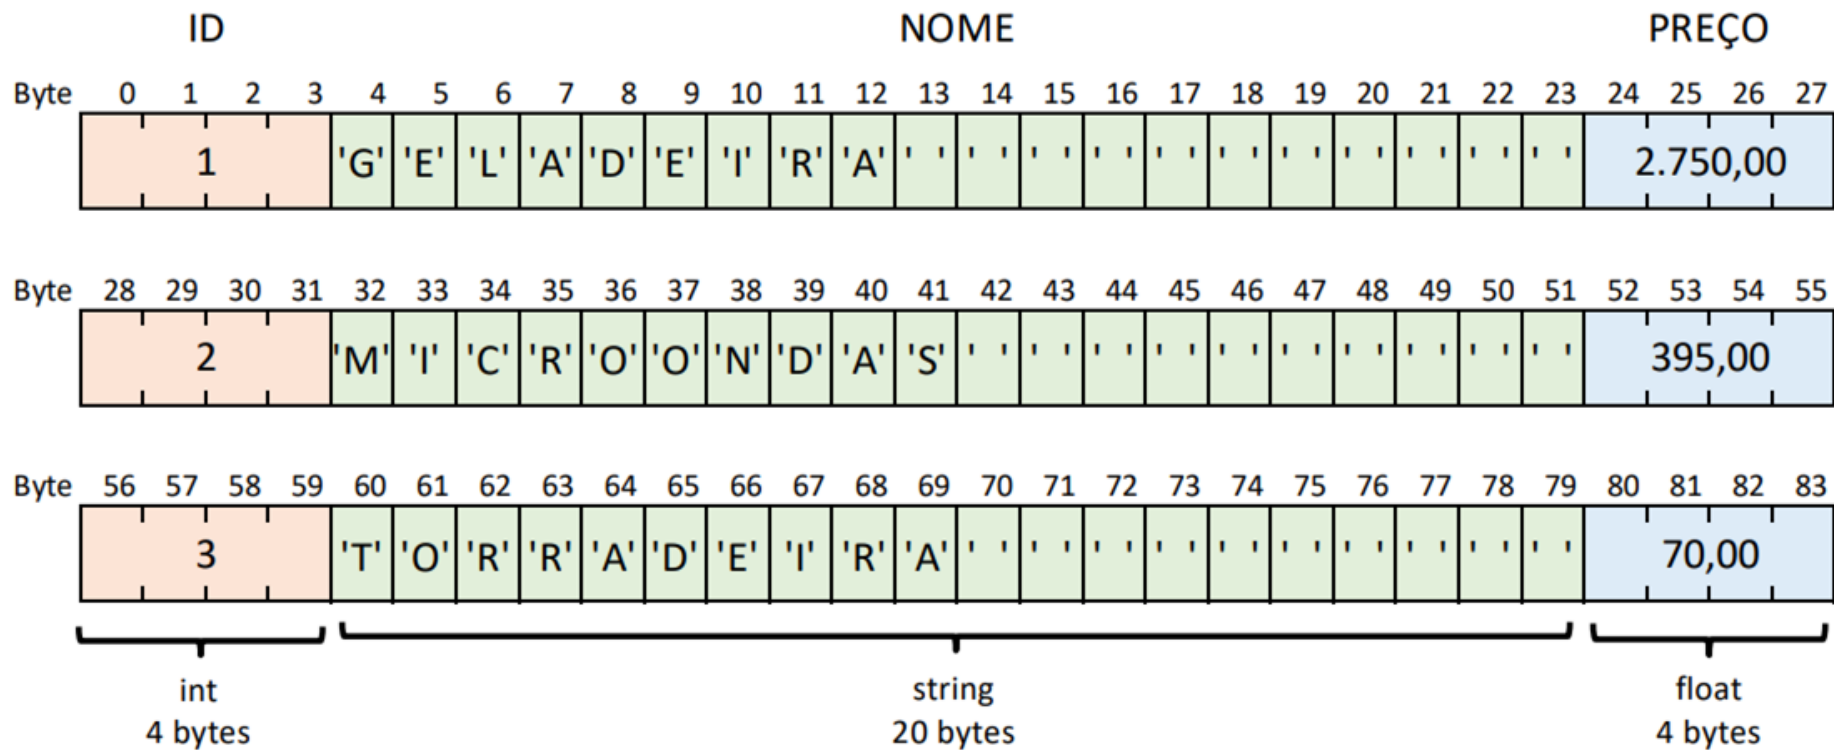 ID NOME PREÇO
Byte 0 1 2 3 4 5 6 7 8 9 10 11 12 13 14 15 16 17 18 19 20 21 22 23 24 25 26 27
1 'G' 'E' 'L' 'A' 'D' 'E' 'I' 'R' 'A' ' ' ' ' ' ' ' ' ' ' ' ' ' ' ' ' ' ' ' ' ' ' 2.750,00
Byte 28 29 30 31 32 33 34 35 36 37 38 39 40 41 42 43 44 45 46 47 48 49 50 51 52 53 54 55
2 'M' 'I' 'C' 'R' 'O' 'O' 'N' 'D' 'A' 'S' ' ' ' ' ' ' ' ' ' ' ' ' ' ' ' ' ' ' ' ' 395,00
Byte 56 57 58 59 60 61 62 63 64 65 66 67 68 69 70 71 72 73 74 75 76 77 78 79 80 81 82 83
3 'T' 'O' 'R' 'R' 'A' 'D' 'E' 'I' 'R' 'A' ' ' ' ' ' ' ' ' ' ' ' ' ' ' ' ' ' ' ' ' 70,00
int string float
4 bytes 20 bytes 4 bytes